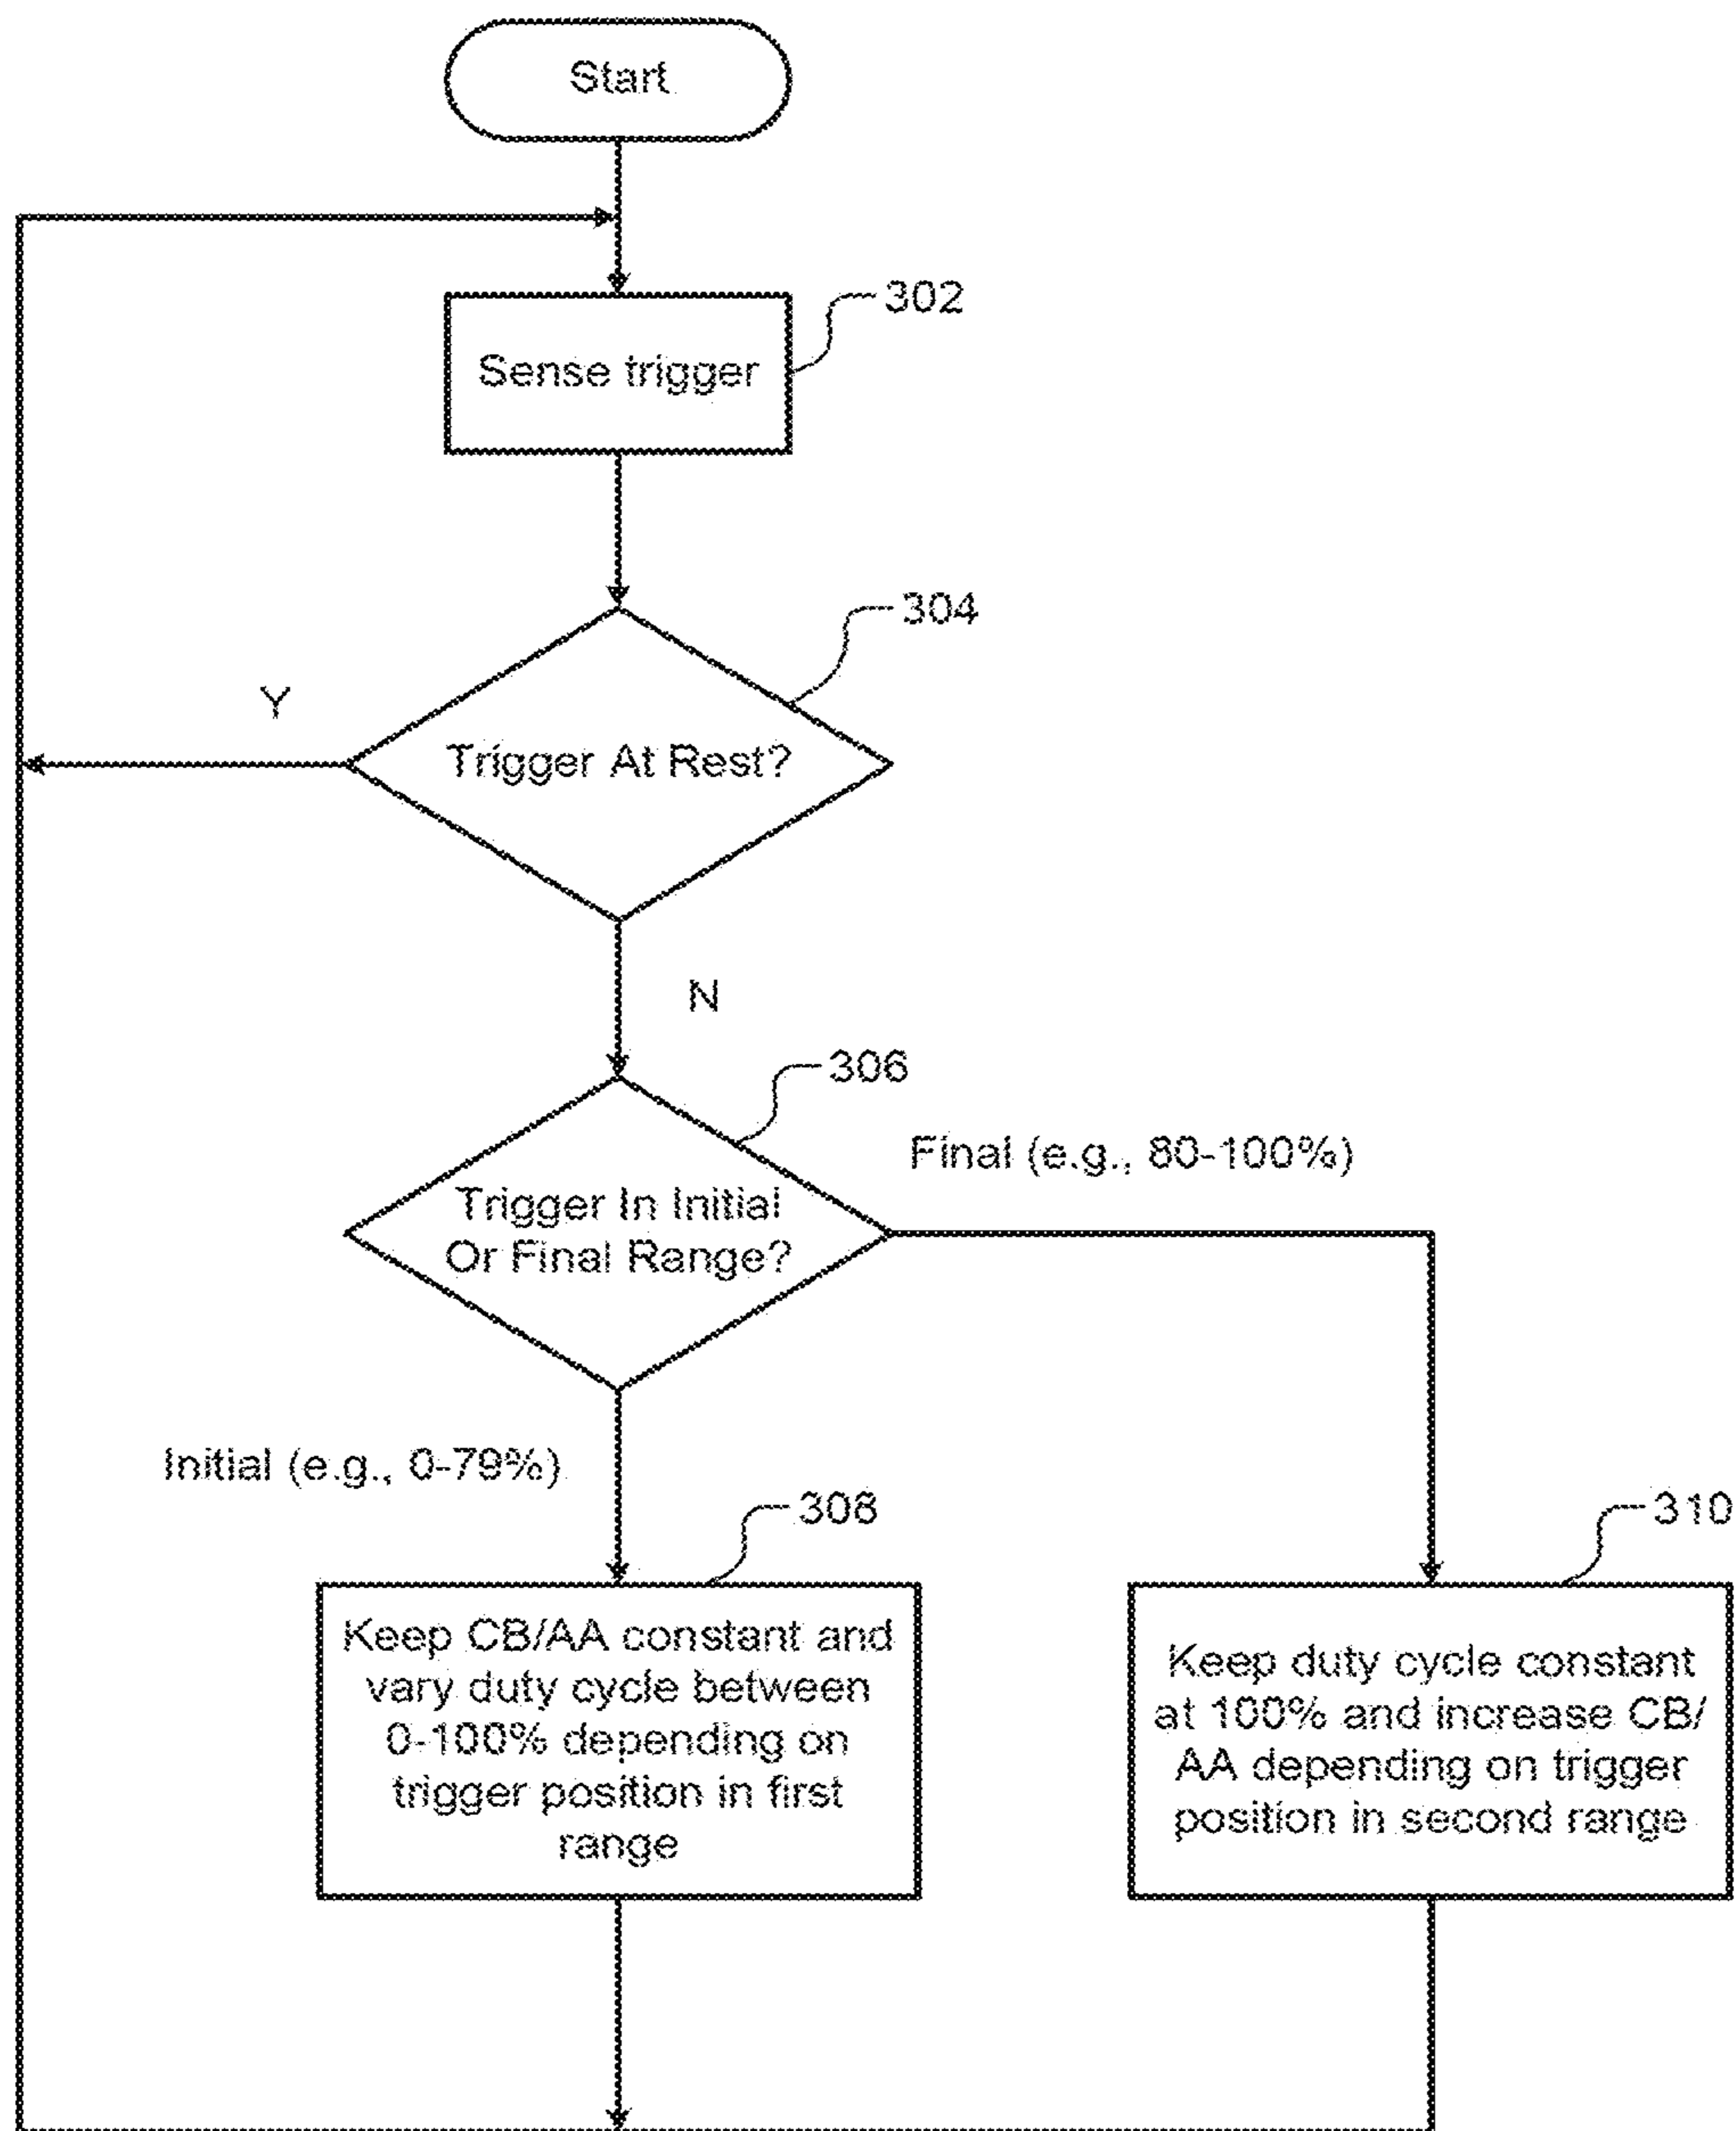 Start
302
Sense trigger
304
Y
Trigger At Rest?
N
306
Final (e.g., 80-100%)
Trigger In Initial
Or Final Range?
Initial (e.g., 0-79%)
308
310
Keep CB/AA constant and
vary duty cycle between
0-100% depending on
trigger position in first
range
Keep duty cycle constant
at 100% and increase CB/
AA depending on trigger
position in second range